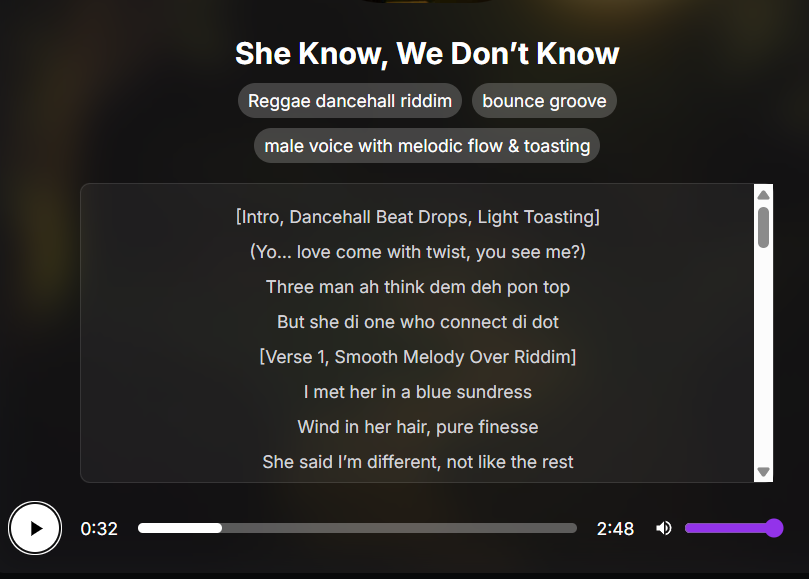 She Know, We Don’t Know
Reggae dancehall riddim
bounce groove
male voice with melodic flow & toasting
[Intro, Dancehall Beat Drops, Light Toasting]
(Yo... love come with twist, you see me?)
Three man ah think dem deh pon top
But she di one who connect di dot
[Verse 1, Smooth Melody Over Riddim]
I met her in a blue sundress
Wind in her hair, pure finesse
She said I’m different, not like the rest
0:32
2:48